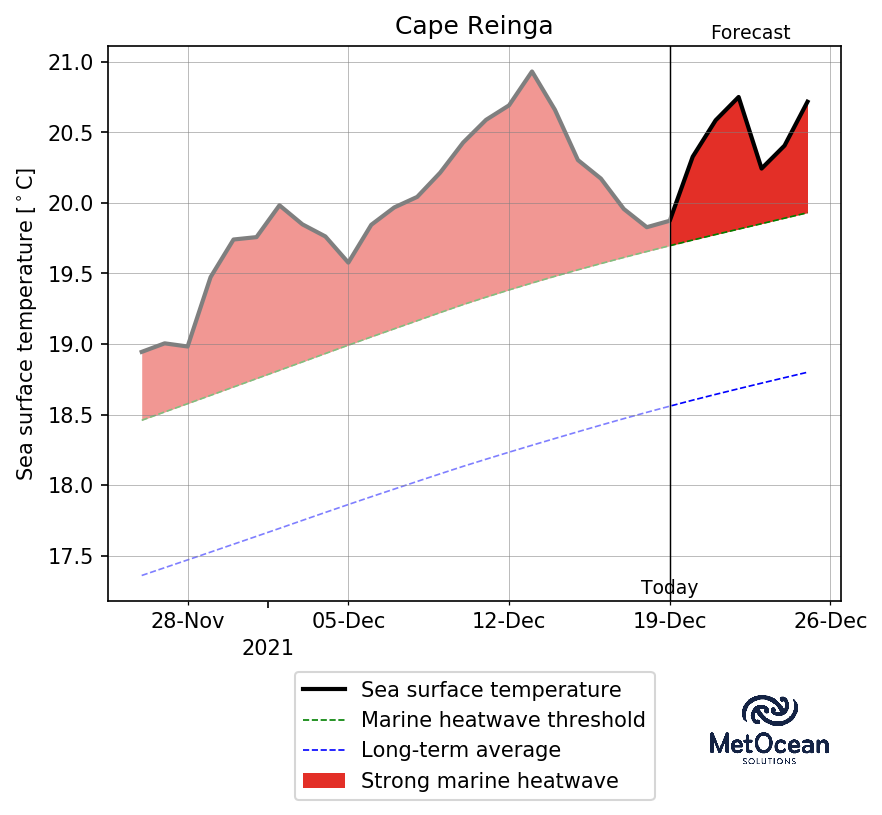 Cape Reinga
Forecast
Sea surface temperature [°C]
21.0
20.5
20.0
19.5
19.0
18.5
18.0
17.5
Today
28-Nov 05-Dec 12-Dec 19-Dec 26-Dec
2021
Sea surface temperature
Marine heatwave threshold
Long-term average
Strong marine heatwave
MetOcean
SOLUTIONS